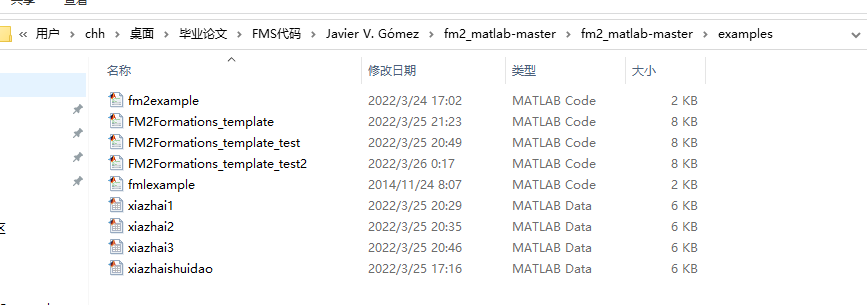 共享 查看
« 用户 › chh › 桌面 › 毕业论文 › FMS代码 › Javier V. Gómez › fm2_matlab-master › fm2_matlab-master › examples
名称 修改日期 类型 大小
fm2example 2022/3/24 17:02 MATLAB Code 2 KB
FM2Formations_template 2022/3/25 21:23 MATLAB Code 8 KB
FM2Formations_template_test 2022/3/25 20:49 MATLAB Code 8 KB
FM2Formations_template_test2 2022/3/26 0:17 MATLAB Code 8 KB
fmlexample 2014/11/24 8:07 MATLAB Code 2 KB
xiazhai1 2022/3/25 20:29 MATLAB Data 6 KB
xiazhai2 2022/3/25 20:35 MATLAB Data 6 KB
xiazhai3 2022/3/25 20:46 MATLAB Data 6 KB
xiazhaishuidao 2022/3/25 17:16 MATLAB Data 6 KB